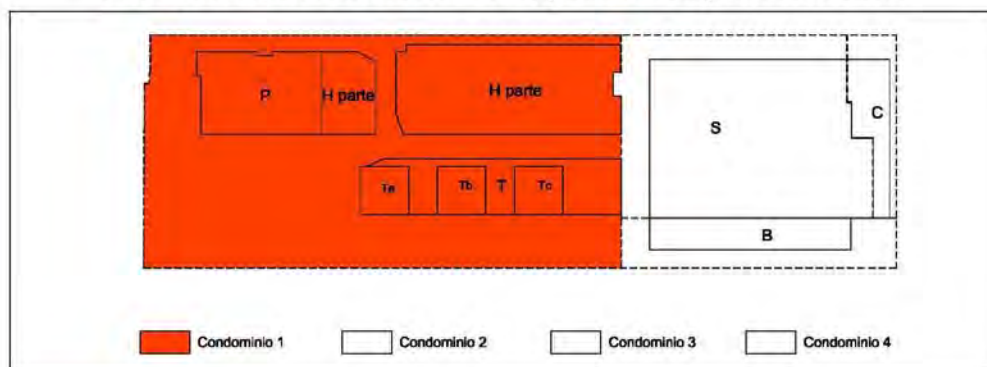 P
H parte
H parte
S
C
Ta
Tb
T
Tc
B
Condominio 1
Condominio 2
Condominio 3
Condominio 4